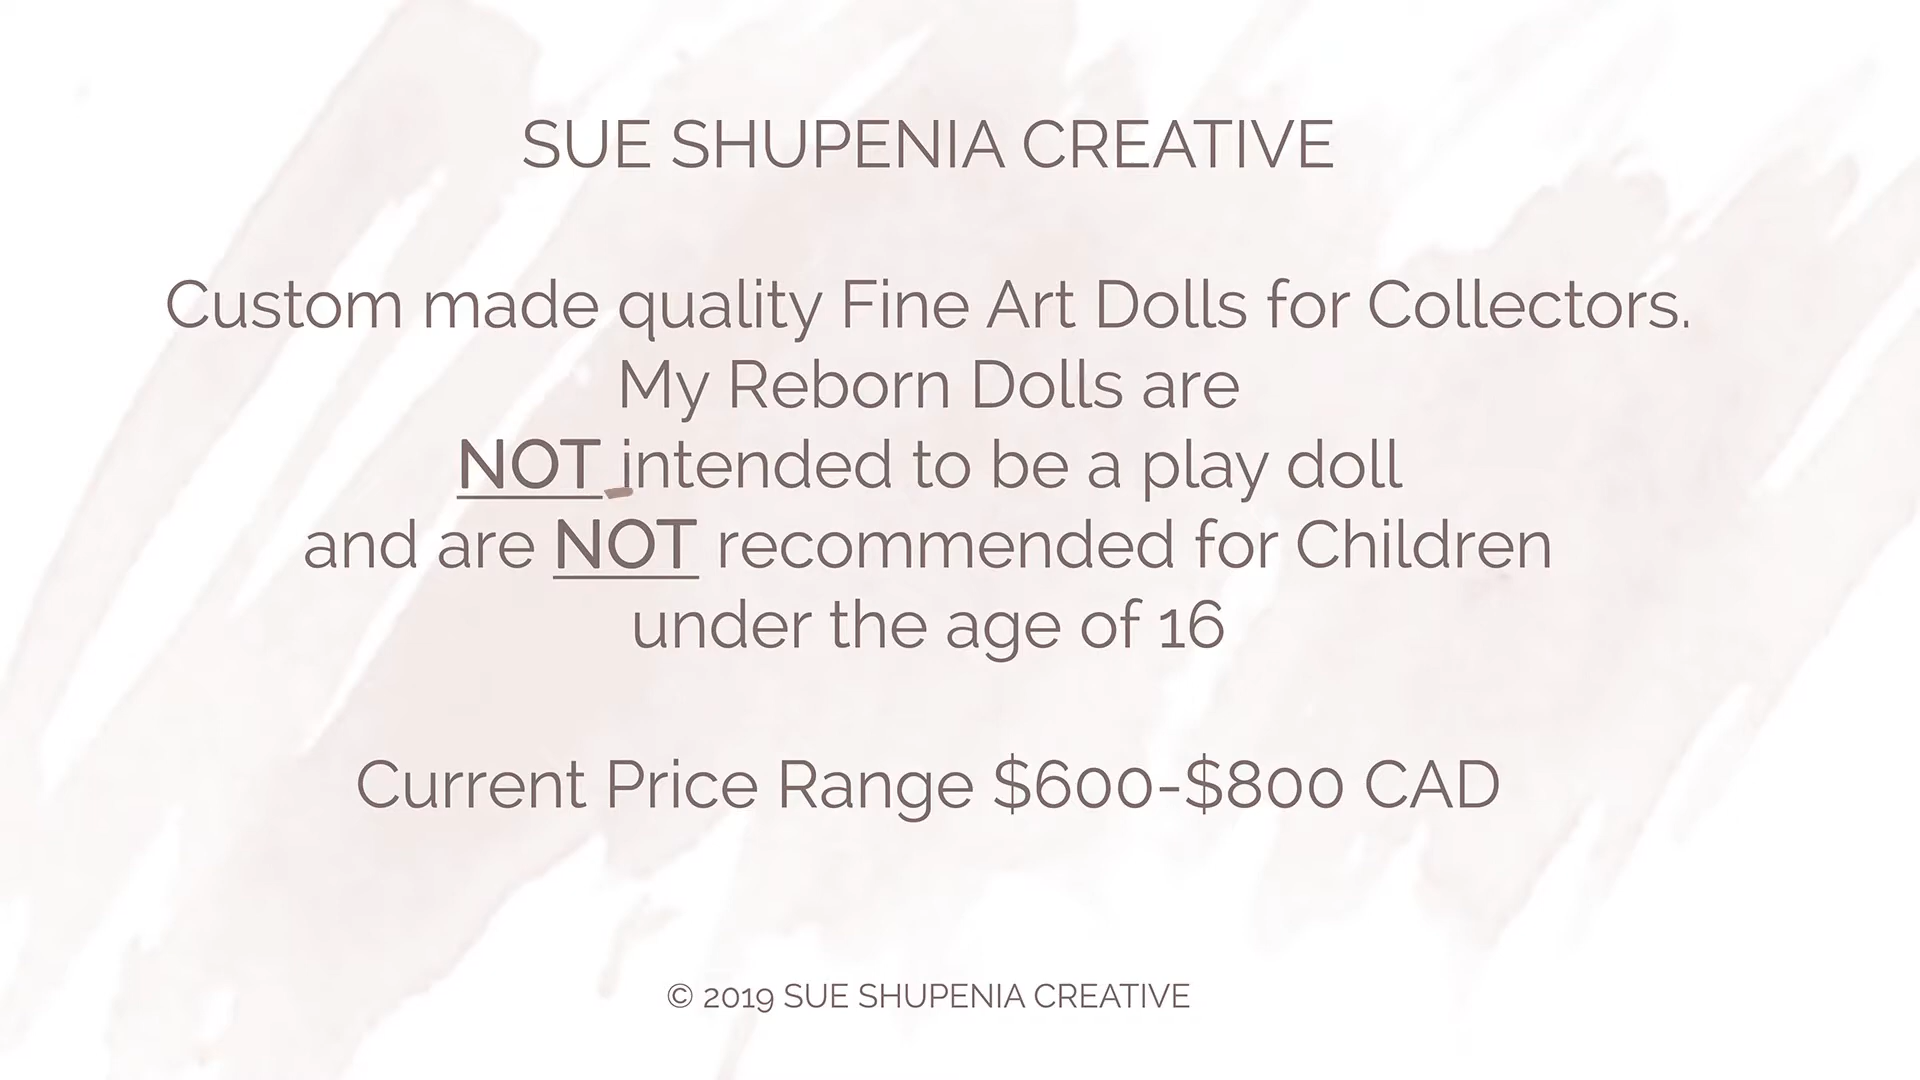 SUE SHUPENIA CREATIVE
Custom made quality Fine Art Dolls for Collectors.
My Reborn Dolls are
NOT intended to be a play doll
and are NOT recommended for Children
under the age of 16
Current Price Range $600-$800 CAD
© 2019 SUE SHUPENIA CREATIVE